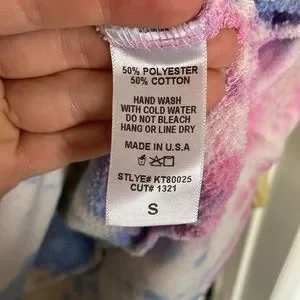 50% POLYESTER
50% COTTON
HAND WASH
WITH COLD WATER
DO NOT BLEACH
HANG OR LINE DRY
MADE IN U.S.A
STLYE# KT80025
CUT# 1321
S